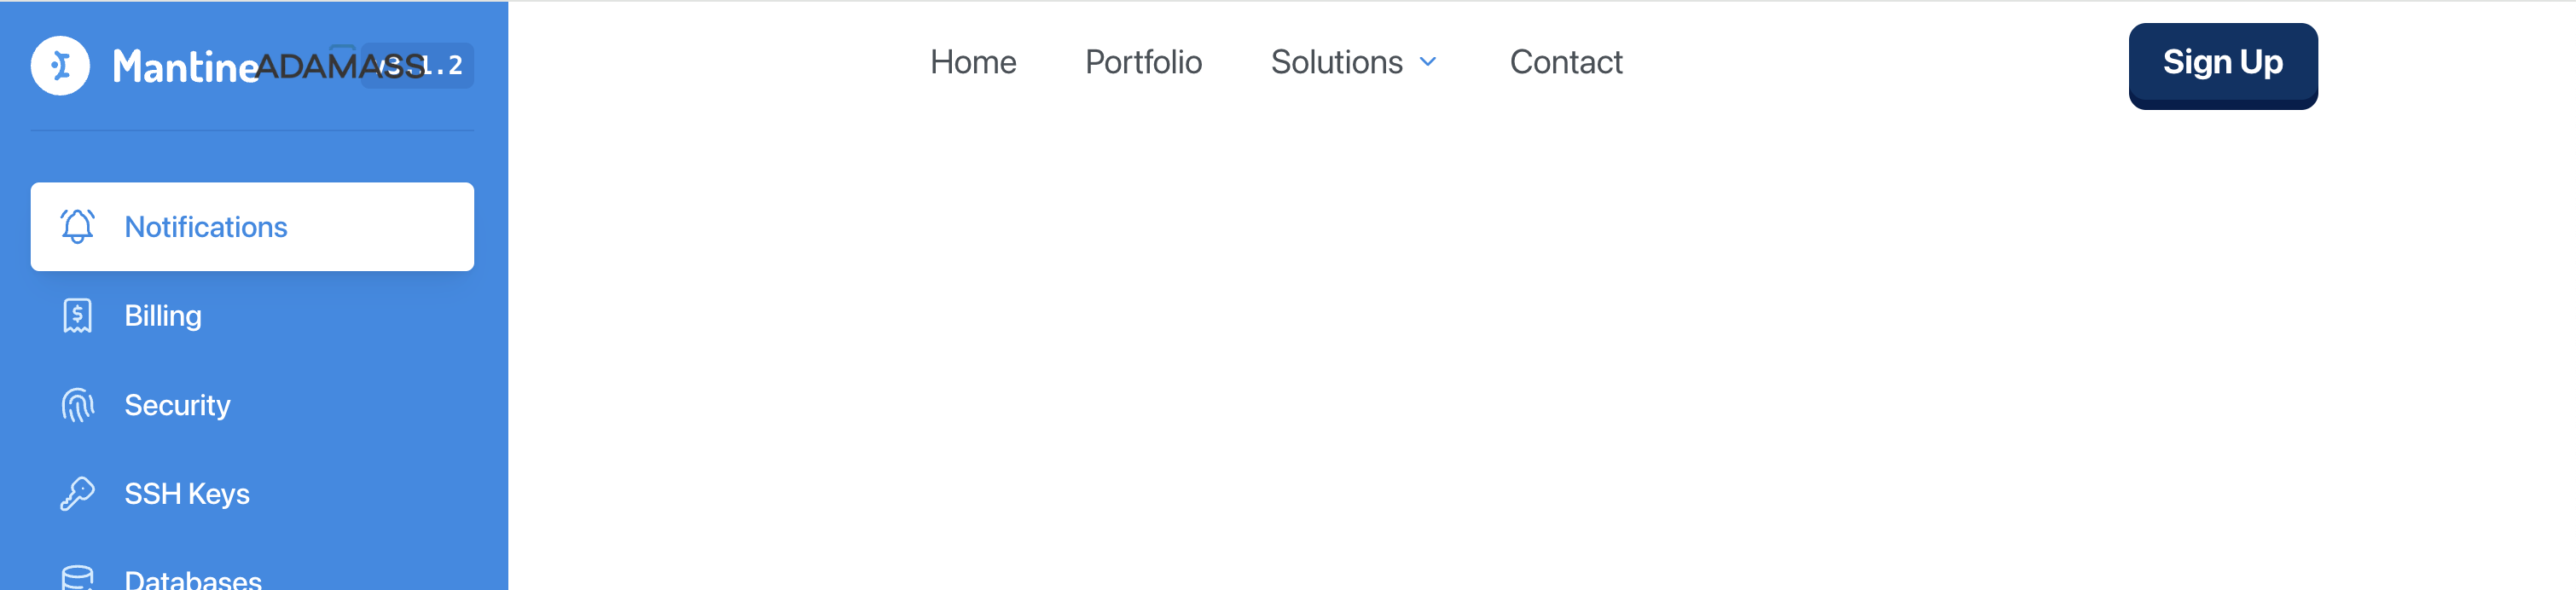 Mantine ADAMASS v3.1.2
Home Portfolio Solutions Contact
Sign Up
Notifications
Billing
Security
SSH Keys
Databases